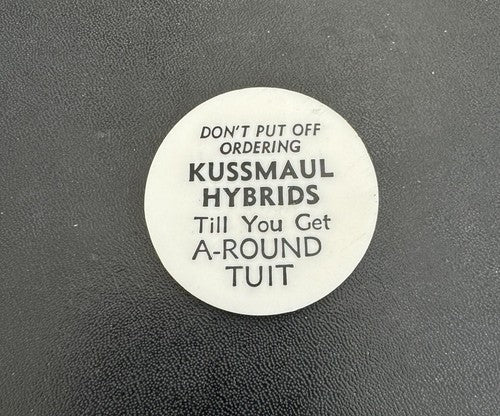 DON'T PUT OFF
ORDERING
KUSSMAUL
HYBRIDS
Till You Get
A-ROUND
TUIT